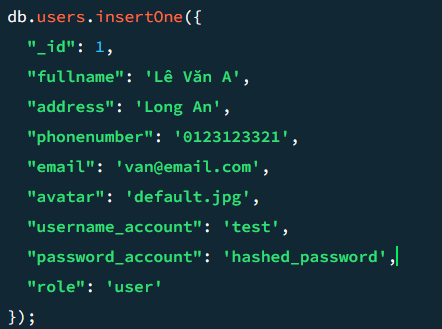 db.users.insertOne({
"_id": 1,
"fullname": 'Lê Văn A',
"address": 'Long An',
"phonenumber": '0123123321',
"email": 'van@email.com',
"avatar": 'default.jpg',
"username_account": 'test',
"password_account": 'hashed_password',
"role": 'user'
});